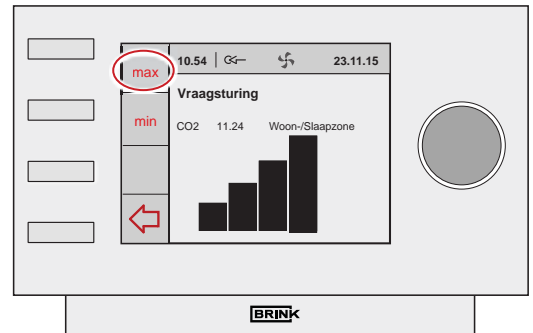 max
10.54 23.11.15
Vraagsturing
min
CO2 11.24 Woon-/Slaapzone
BRINK